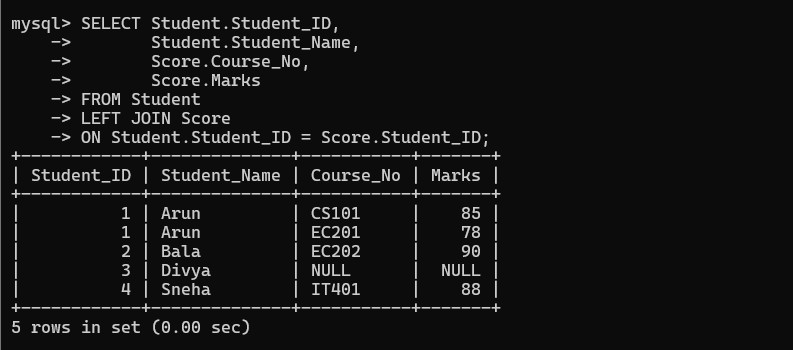 mysql> SELECT Student.Student_ID,
    ->        Student.Student_Name,
    ->        Score.Course_No,
    ->        Score.Marks
    -> FROM Student
    -> LEFT JOIN Score
    -> ON Student.Student_ID = Score.Student_ID;
+------------+--------------+-----------+-------+
| Student_ID | Student_Name | Course_No | Marks |
+------------+--------------+-----------+-------+
|          1 | Arun         | CS101     |    85 |
|          1 | Arun         | EC201     |    78 |
|          2 | Bala         | EC202     |    90 |
|          3 | Divya        | NULL      |  NULL |
|          4 | Sneha        | IT401     |    88 |
+------------+--------------+-----------+-------+
5 rows in set (0.00 sec)